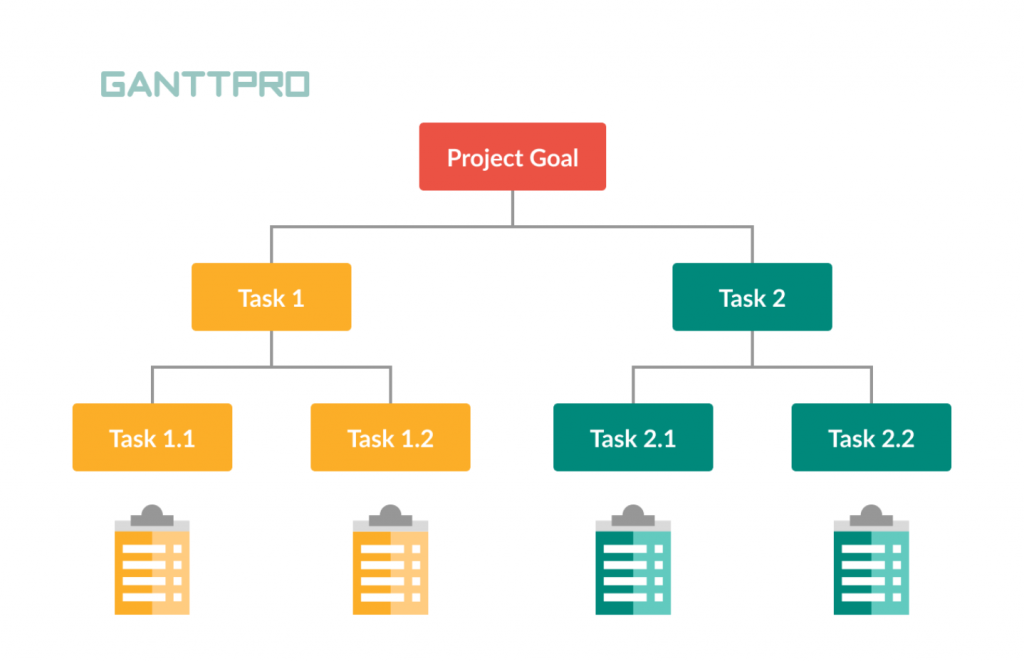 GANTTPRO
Project Goal
Task 1
Task 2
Task 1.1
Task 1.2
Task 2.1
Task 2.2